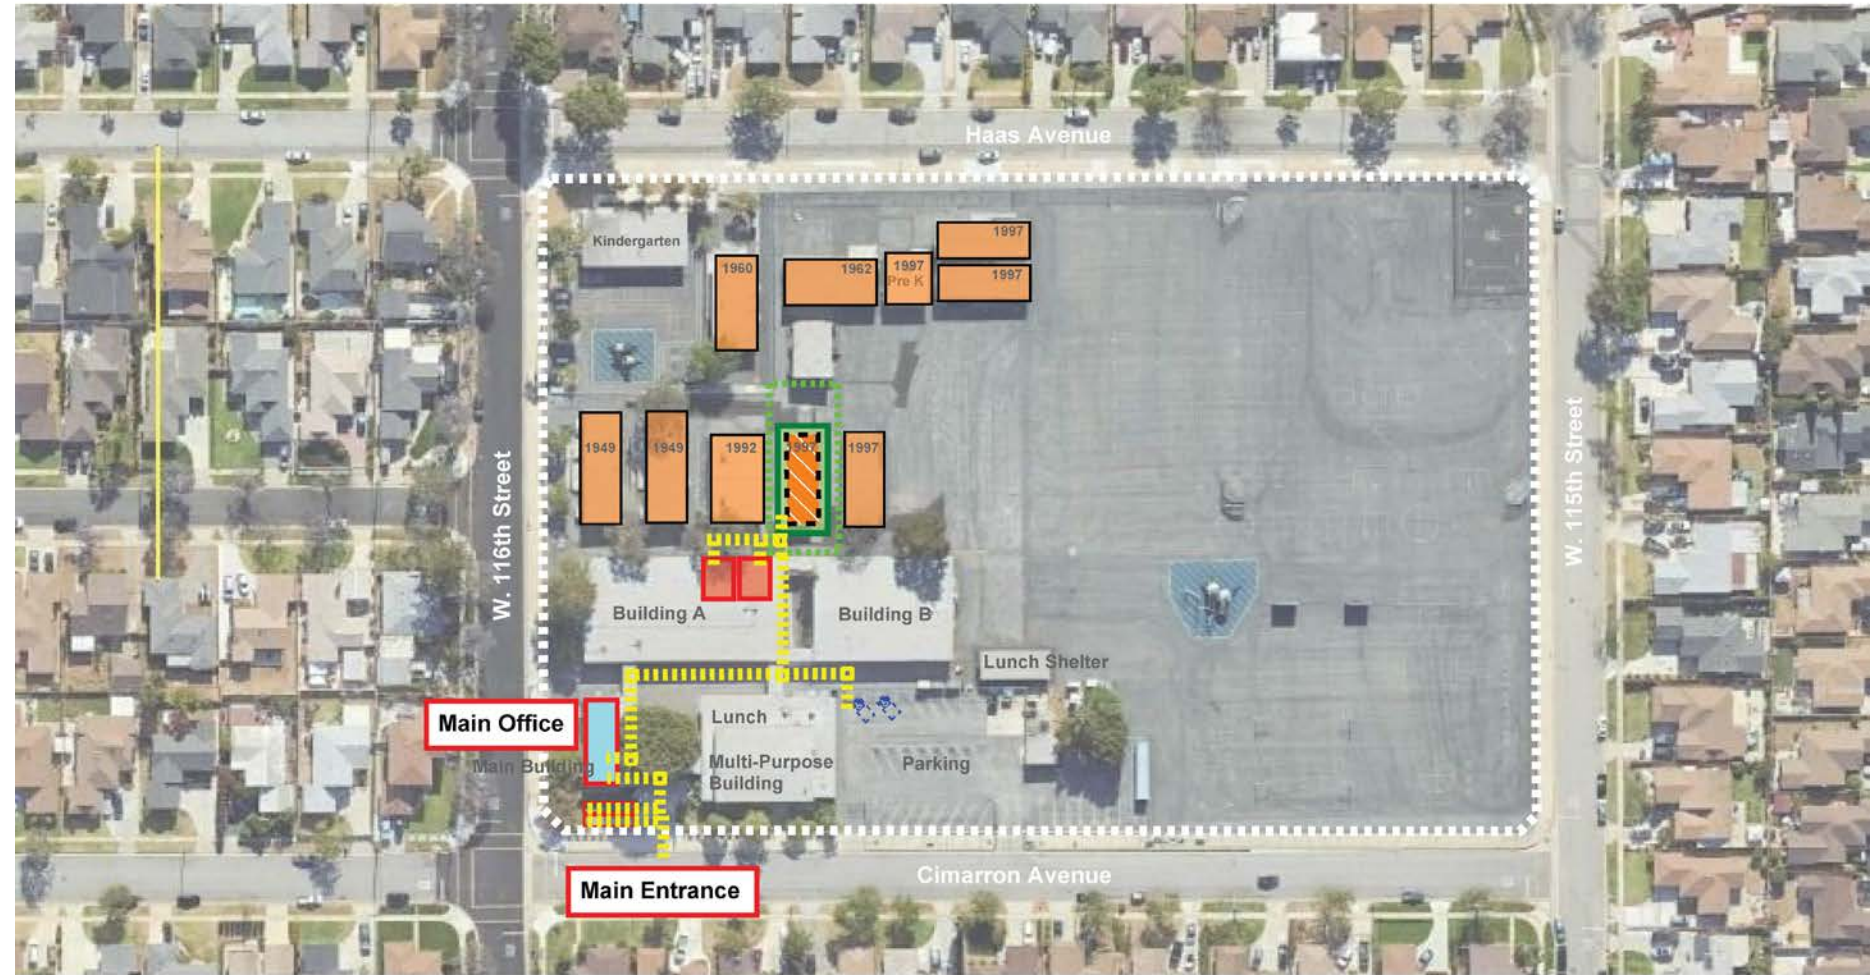 Haas Avenue
1997
Kindergarten
1960
1962
1997
Pre K
1997
W. 116th Street
W. 115th Street
1949
1949
1992
1997
1997
Building A
Building B
Lunch Shelter
Main Office
Lunch
Main Building
Multi-Purpose
Building
Parking
Cimarron Avenue
Main Entrance